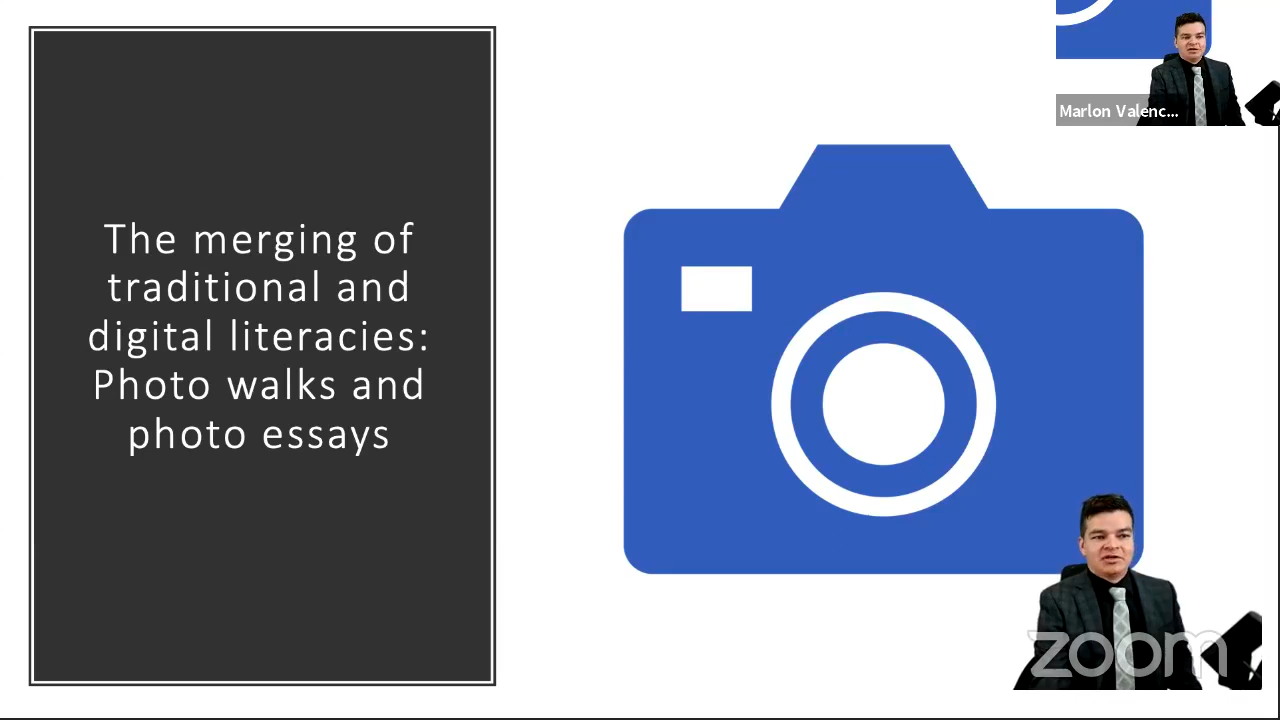 The merging of
traditional and
digital literacies:
Photo walks and
photo essays
Marlon Valenc...
zoom